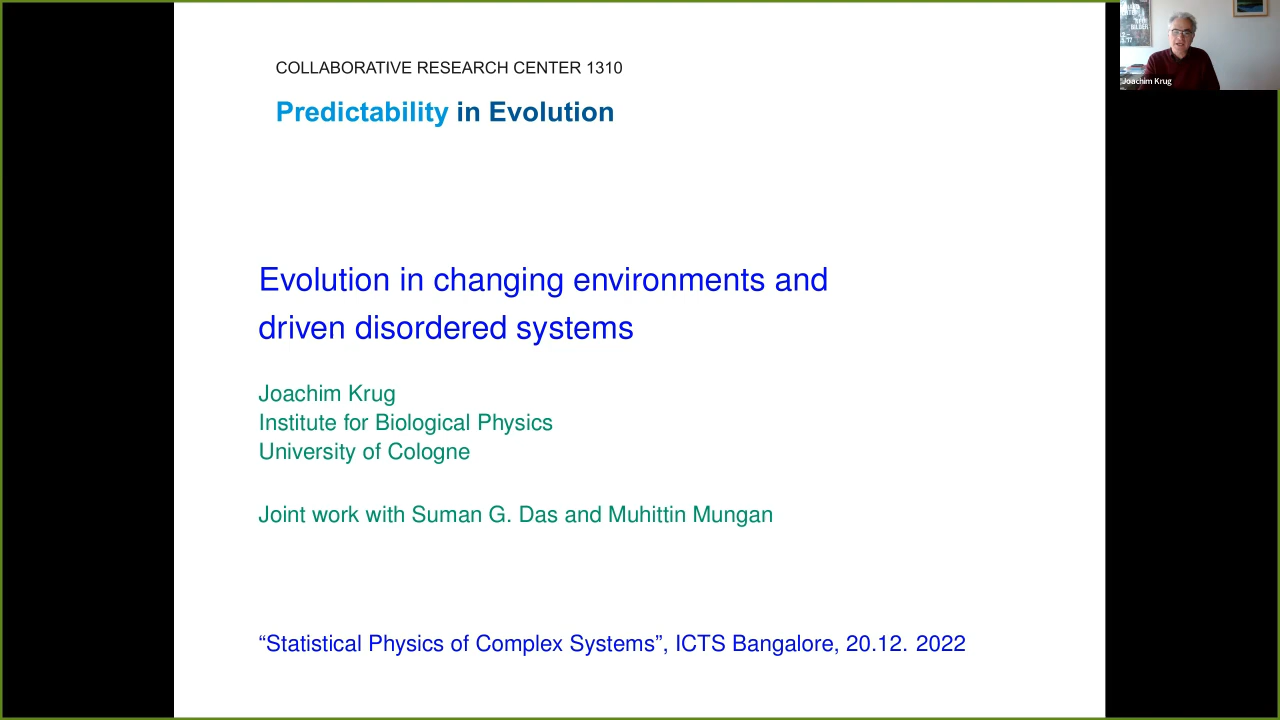 COLLABORATIVE RESEARCH CENTER 1310
Predictability in Evolution
Evolution in changing environments and
driven disordered systems
Joachim Krug
Institute for Biological Physics
University of Cologne
Joint work with Suman G. Das and Muhittin Mungan
“Statistical Physics of Complex Systems”, ICTS Bangalore, 20.12. 2022
Joachim Krug